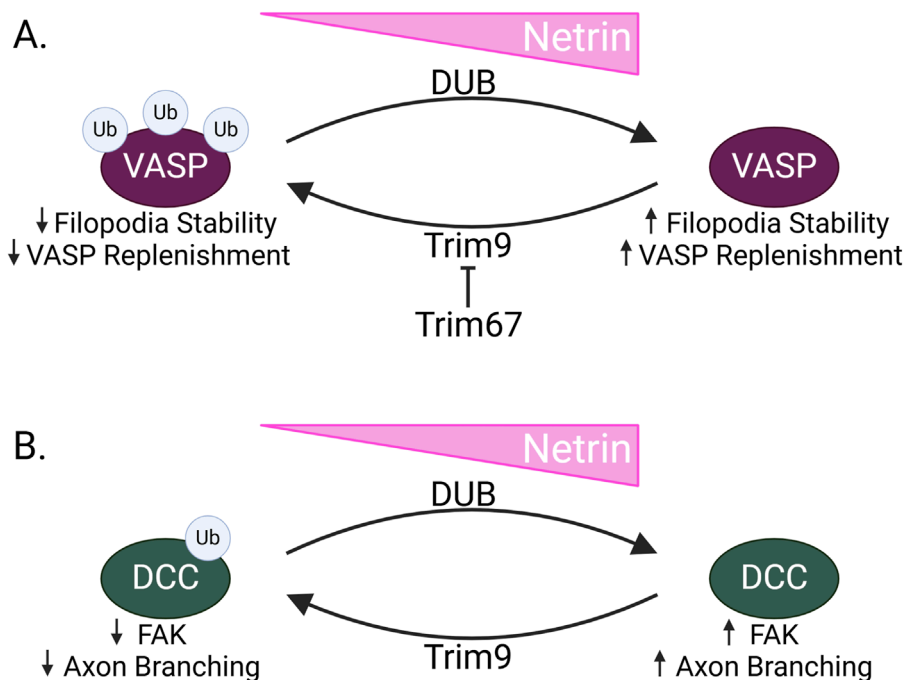 A.
Netrin
DUB
Ub Ub Ub
VASP
VASP
↓ Filopodia Stability
↓ VASP Replenishment
↑ Filopodia Stability
↑ VASP Replenishment
Trim9
Trim67
B.
Netrin
DUB
Ub
DCC
DCC
↓ FAK
↓ Axon Branching
↑ FAK
↑ Axon Branching
Trim9